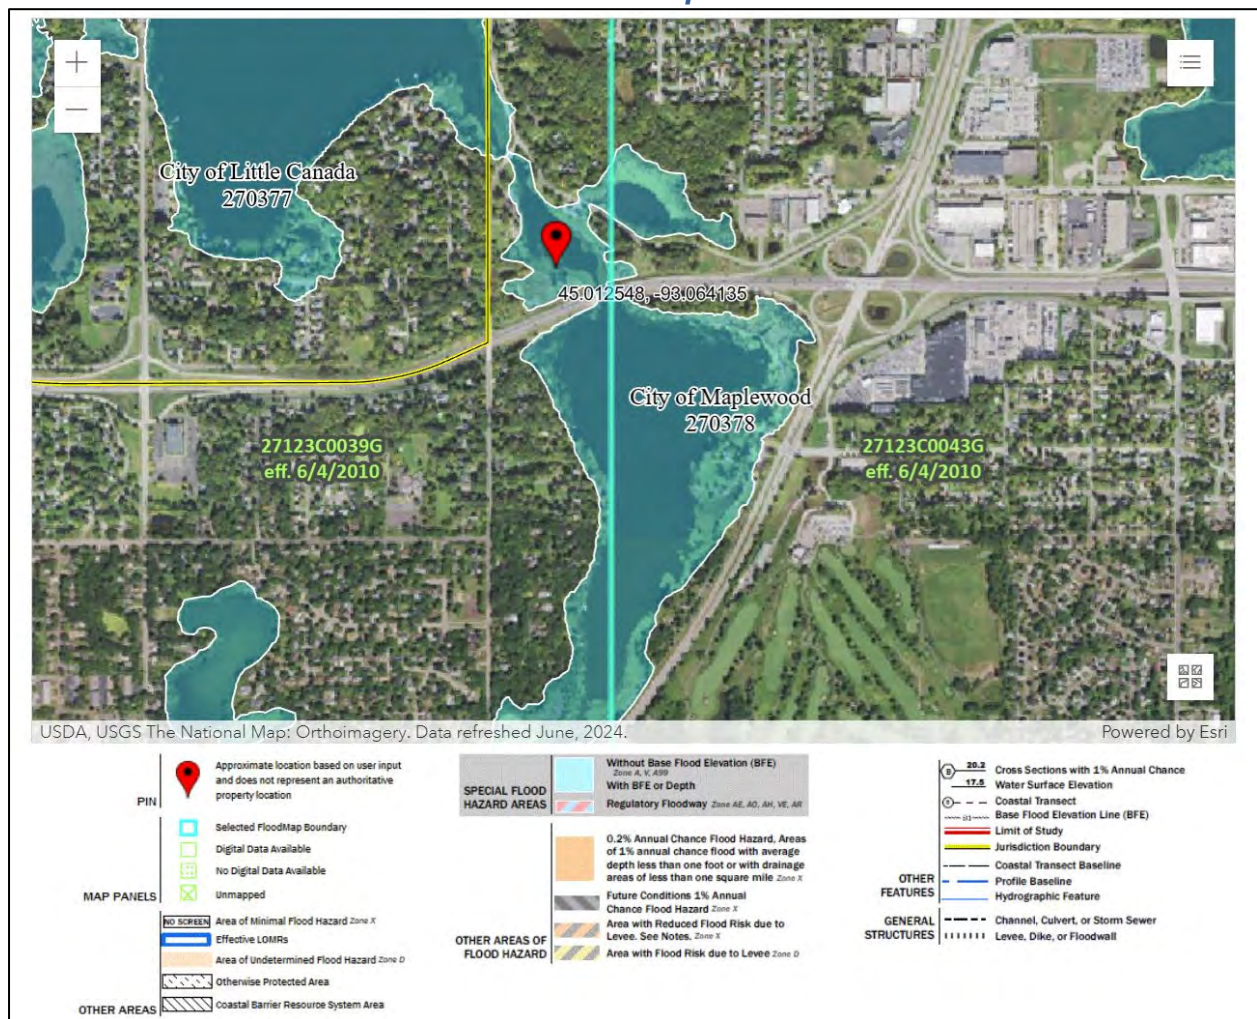 City of Little Canada
270377
45.012548, -93.064135
City of Maplewood
270378
27123C0039G
eff. 6/4/2010
27123C0043G
eff. 6/4/2010
USDA, USGS The National Map: Orthoimagery. Data refreshed June, 2024.
Powered by Esri
PIN
Approximate location based on user input
and does not represent an authoritative
property location
MAP PANELS
Selected FloodMap Boundary
Digital Data Available
No Digital Data Available
Unmapped
OTHER AREAS
NO SCREEN Area of Minimal Flood Hazard Zone X
Effective LOMRs
Area of Undetermined Flood Hazard Zone D
Otherwise Protected Area
Coastal Barrier Resource System Area
SPECIAL FLOOD
HAZARD AREAS
Without Base Flood Elevation (BFE)
Zone A, V, A99
With BFE or Depth
Regulatory Floodway Zone AE, AO, AH, VE, AR
OTHER AREAS OF
FLOOD HAZARD
0.2% Annual Chance Flood Hazard, Areas
of 1% annual chance flood with average
depth less than one foot or with drainage
areas of less than one square mile Zone X
Future Conditions 1% Annual
Chance Flood Hazard Zone X
Area with Reduced Flood Risk due to
Levee. See Notes. Zone X
Area with Flood Risk due to Levee Zone D
OTHER
FEATURES
20.2 Cross Sections with 1% Annual Chance
17.5 Water Surface Elevation
Coastal Transect
Base Flood Elevation Line (BFE)
Limit of Study
Jurisdiction Boundary
Coastal Transect Baseline
Profile Baseline
Hydrographic Feature
GENERAL
STRUCTURES
Channel, Culvert, or Storm Sewer
Levee, Dike, or Floodwall